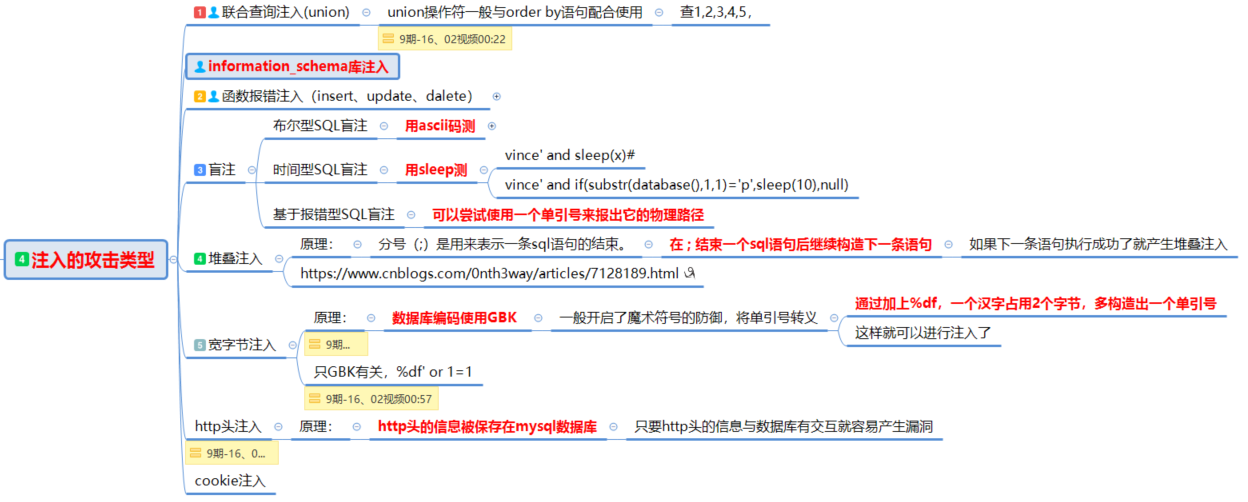 4 注入的攻击类型
1 联合查询注入(union)
union操作符一般与order by语句配合使用
查1,2,3,4,5，
9期-16、02视频00:22
information_schema库注入
2 函数报错注入（insert、update、dalete）
3 盲注
布尔型SQL盲注
用ascii码测
时间型SQL盲注
用sleep测
vince' and sleep(x)#
vince' and if(substr(database(),1,1)='p',sleep(10),null)
基于报错型SQL盲注
可以尝试使用一个单引号来报出它的物理路径
4 堆叠注入
原理：
分号（;）是用来表示一条sql语句的结束。
在 ; 结束一个sql语句后继续构造下一条语句
如果下一条语句执行成功了就产生堆叠注入
https://www.cnblogs.com/0nth3way/articles/7128189.html
5 宽字节注入
原理：
9期...
数据库编码使用GBK
一般开启了魔术符号的防御，将单引号转义
通过加上%df，一个汉字占用2个字节，多构造出一个单引号
这样就可以进行注入了
只GBK有关，%df' or 1=1
9期-16、02视频00:57
http头注入
9期-16、0...
原理：
http头的信息被保存在mysql数据库
只要http头的信息与数据库有交互就容易产生漏洞
cookie注入